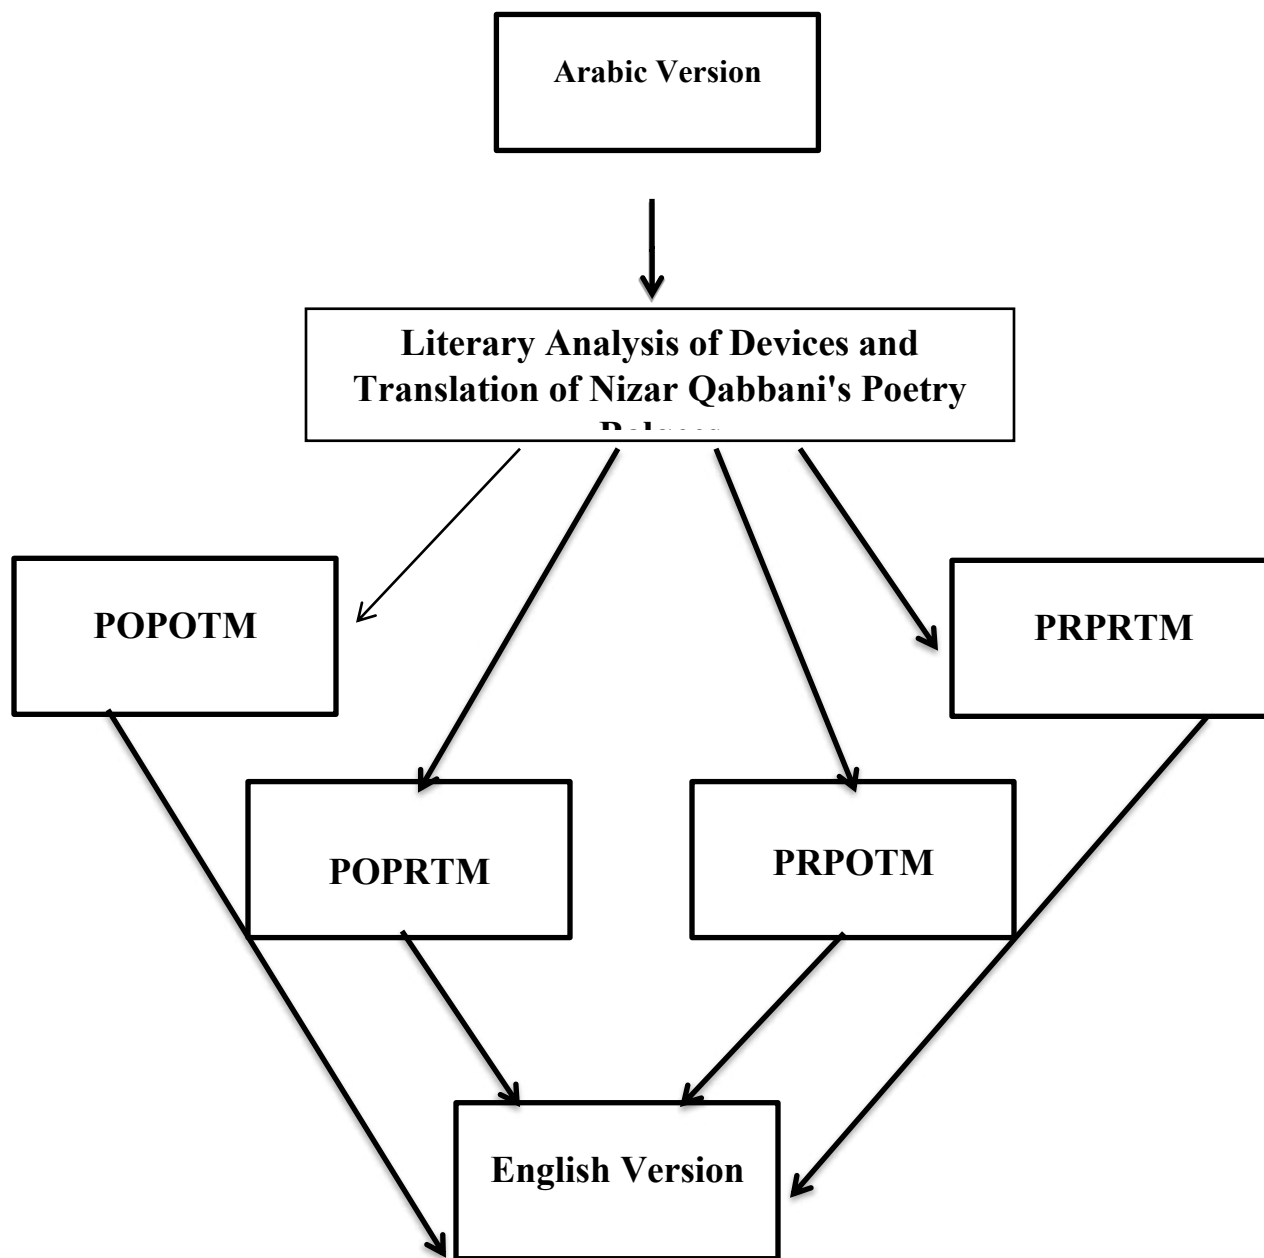 Arabic Version
Literary Analysis of Devices and
Translation of Nizar Qabbani's Poetry
POPOTM
PRPRTM
POPRTM
PRPOTM
English Version